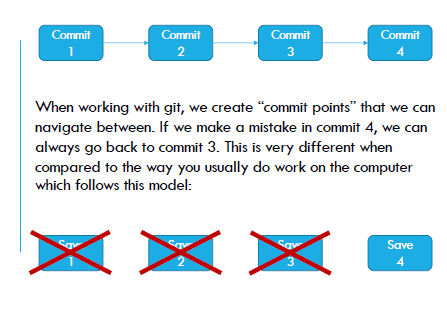 Commit Commit Commit Commit
1 2 3 4
When working with git, we create “commit points” that we can
navigate between. If we make a mistake in commit 4, we can
always go back to commit 3. This is very different when
compared to the way you usually do work on the computer
which follows this model:
Save Save Save Save
1 2 3 4